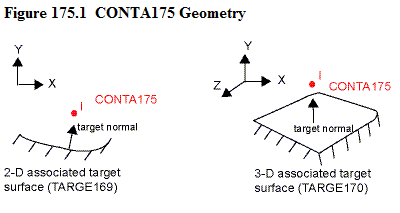 Figure 175.1 CONTA175 Geometry
Y
X
I
CONTA175
target normal
2-D associated target
surface (TARGE169)
Y
X
Z
I
CONTA175
target normal
3-D associated target
surface (TARGE170)